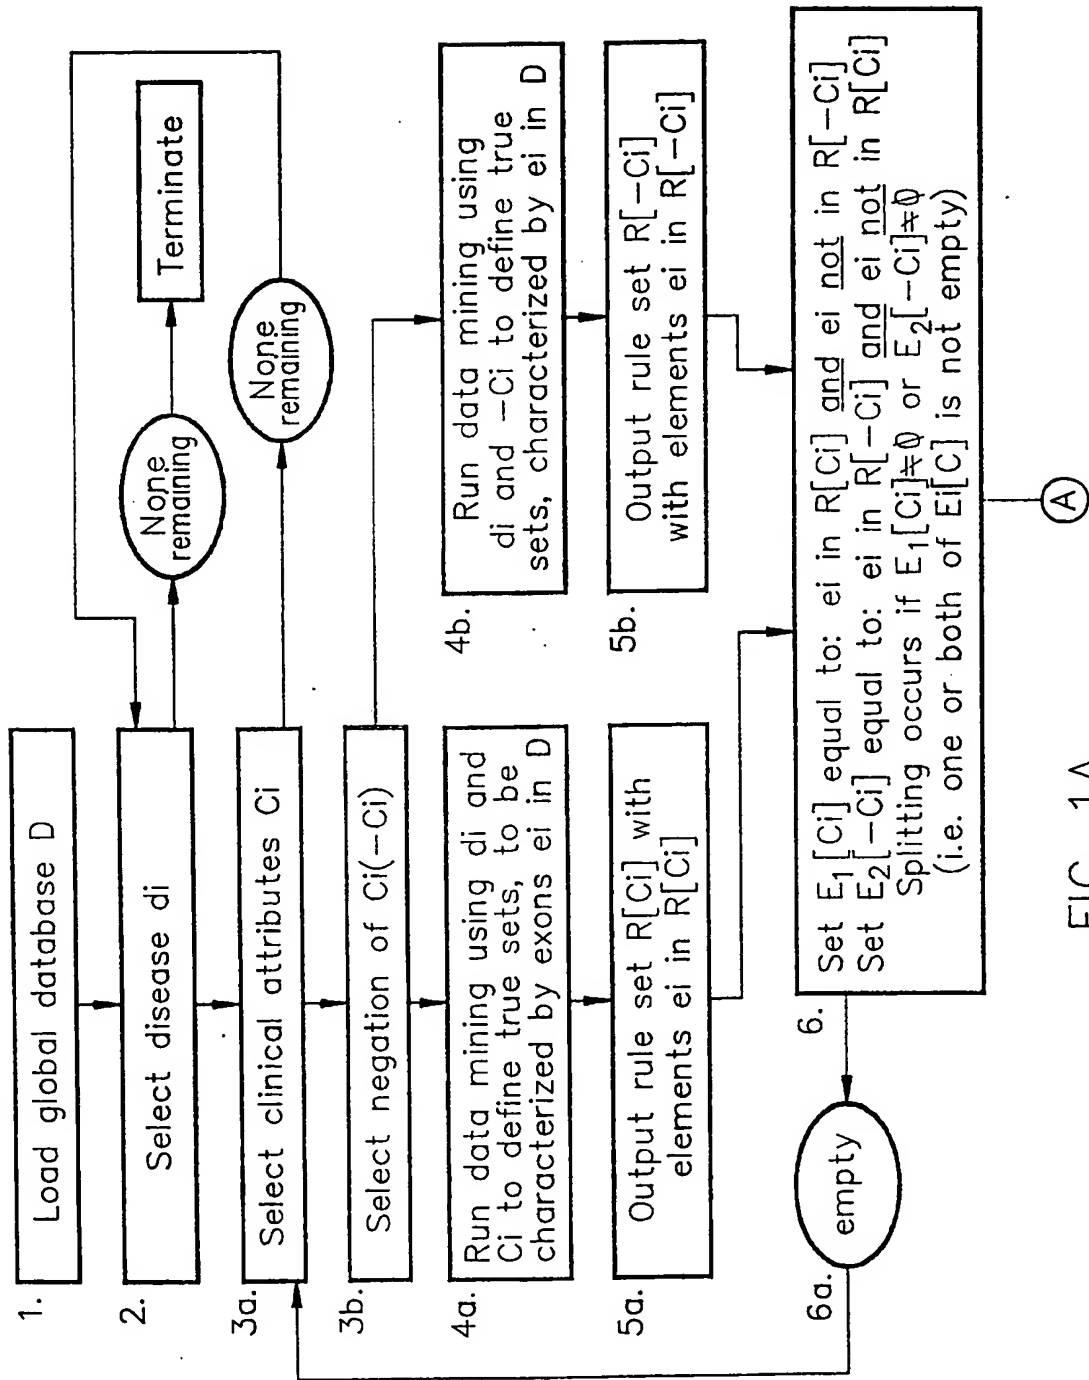 1.
Load global database D
2.
Select disease di
None
remaining
Terminate
3a.
Select clinical attributes Ci
None
remaining
3b.
Select negation of Ci(−Ci)
4a.
Run data mining using di and
Ci to define true sets, to be
characterized by exons ei in D
4b.
Run data mining using
di and −Ci to define true
sets, characterized by ei in D
5a.
Output rule set R[Ci] with
elements ei in R[Ci]
5b.
Output rule set R[−Ci]
with elements ei in R[−Ci]
6.
Set E₁[Ci] equal to: ei in R[Ci] and ei not in R[−Ci]
Set E₂[−Ci] equal to: ei in R[−Ci] and ei not in R[Ci]
Splitting occurs if E₁[Ci]≠∅ or E₂[−Ci]≠∅
(i.e. one or both of Ei[C] is not empty)
6a.
empty
A
FIG. 1A